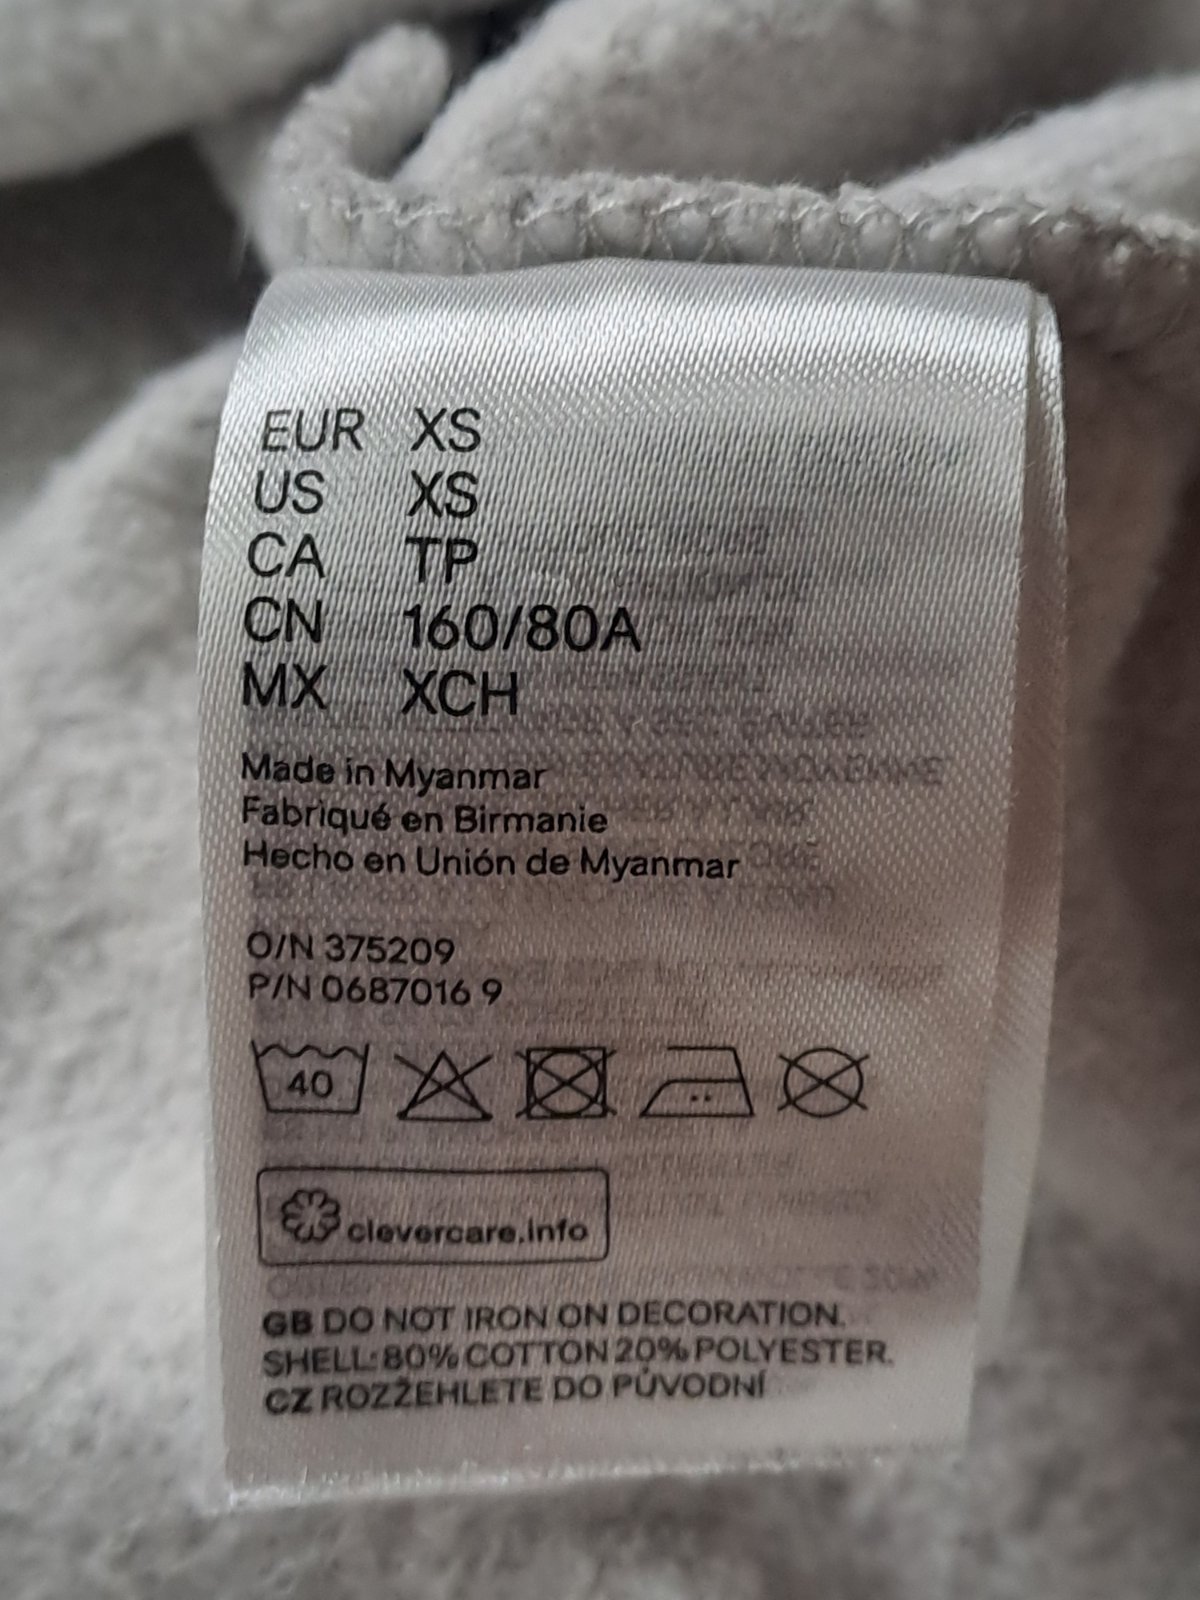 EUR XS
US XS
CA TP
CN 160/80A
MX XCH
Made in Myanmar
Fabriqué en Birmanie
Hecho en Unión de Myanmar
O/N 375209
P/N 0687016 9
40
clevercare.info
GB DO NOT IRON ON DECORATION.
SHELL:80%COTTON 20%POLYESTER.
CZ ROZŽEHLETE DO PŮVODNÍ